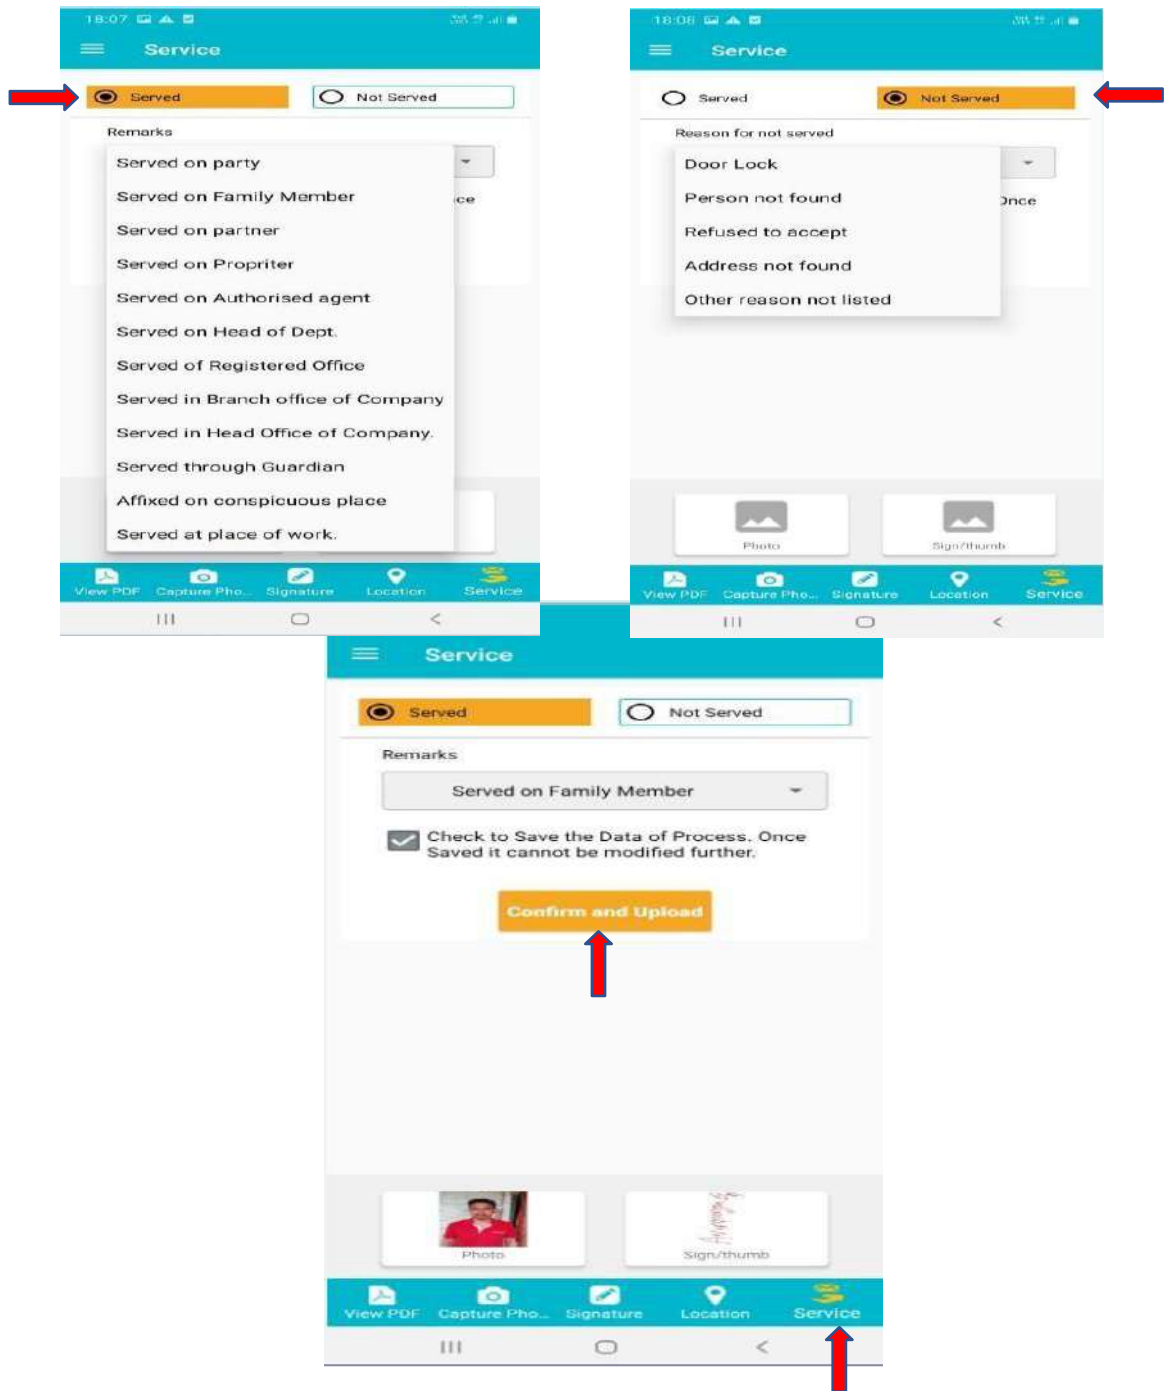 18:07
Service
Served
Not Served
Remarks
Served on party
Served on Family Member
ce
Served on partner
Served on Propriter
Served on Authorised agent
Served on Head of Dept.
Served of Registered Office
Served in Branch office of Company
Served in Head Office of Company.
Served through Guardian
Affixed on conspicuous place
Served at place of work.
View PDF
Capture Pho...
Signature
Location
Service
18:08
Service
Served
Not Served
Reason for not served
Door Lock
Person not found
Once
Refused to accept
Address not found
Other reason not listed
Photo
Sign/thumb
View PDF
Capture Pho...
Signature
Location
Service
Service
Served
Not Served
Remarks
Served on Family Member
Check to Save the Data of Process. Once
Saved it cannot be modified further.
Confirm and Upload
Photo
Sign/thumb
View PDF
Capture Pho...
Signature
Location
Service